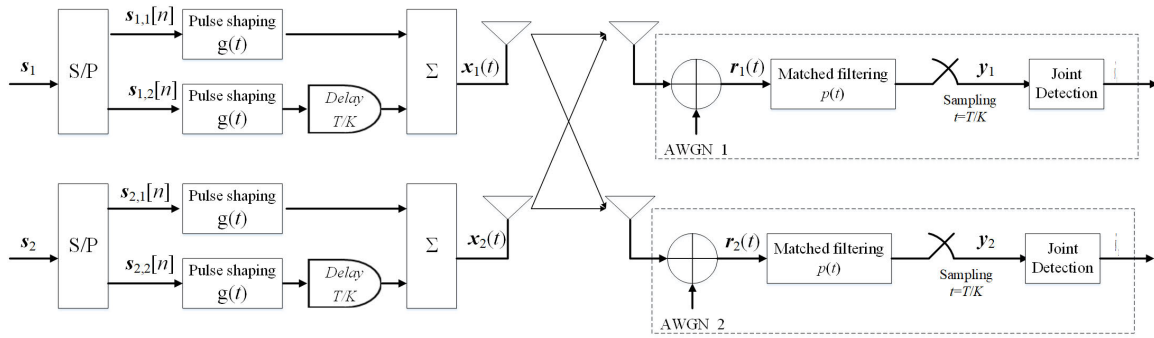 s1
S/P
s1,1[n]
Pulse shaping
g(t)
s1,2[n]
Pulse shaping
g(t)
Delay
T/K
Σ
x1(t)
r1(t)
AWGN 1
Matched filtering
p(t)
y1
Sampling
t=T/K
Joint
Detection
s2
S/P
s2,1[n]
Pulse shaping
g(t)
s2,2[n]
Pulse shaping
g(t)
Delay
T/K
Σ
x2(t)
r2(t)
AWGN 2
Matched filtering
p(t)
y2
Sampling
t=T/K
Joint
Detection